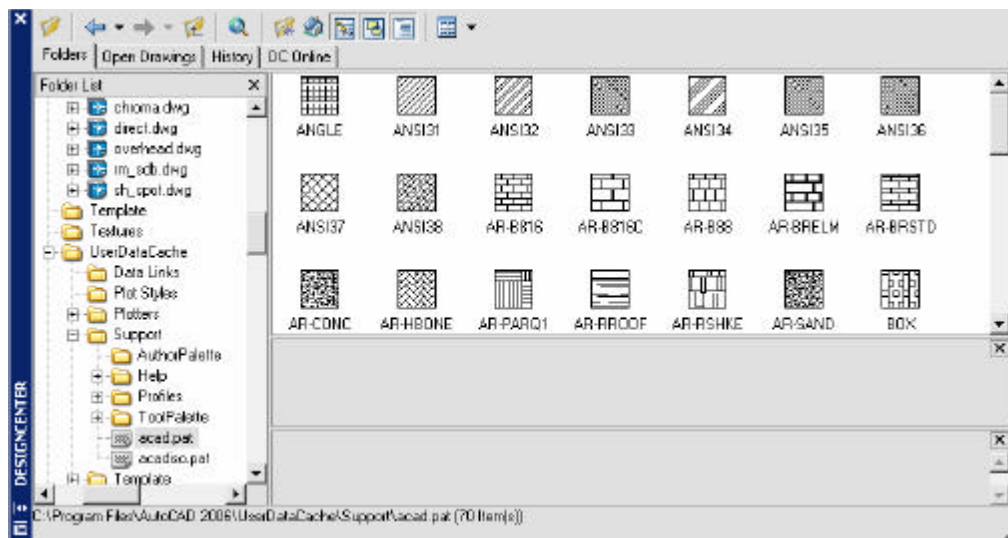 Folders Open Drawings History DC Online
Folder List
chroma.dwg
direct.dwg
overhead.dwg
rm_sdb.dwg
sh_spot.dwg
Template
Textures
UserDataCache
Data Links
Plot Styles
Plotters
Support
AuthorPalette
Help
Profiles
ToolPalette
acad.pat
acadiso.pat
Template
ANGLE ANSI31 ANSI32 ANSI33 ANSI34 ANSI35 ANSI36
ANSI37 ANSI38 AR-B816 AR-B816C AR-B88 AR-BRELM AR-BRSTD
AR-CONC AR-HBONE AR-PARQ1 AR-RROOF AR-RSHKE AR-SAND BOX
DESIGNCENTER
C:\Program Files\AutoCAD 2006\UserDataCache\Support\acad.pat (70 Item(s))